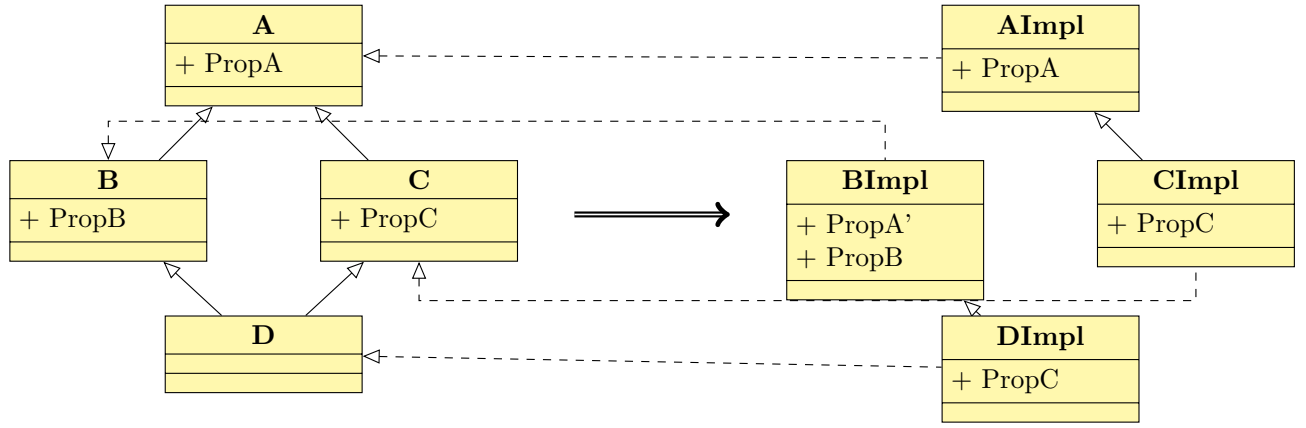 A
+ PropA
AImpl
+ PropA
B
+ PropB
C
+ PropC
BImpl
+ PropA'
+ PropB
CImpl
+ PropC
D
DImpl
+ PropC